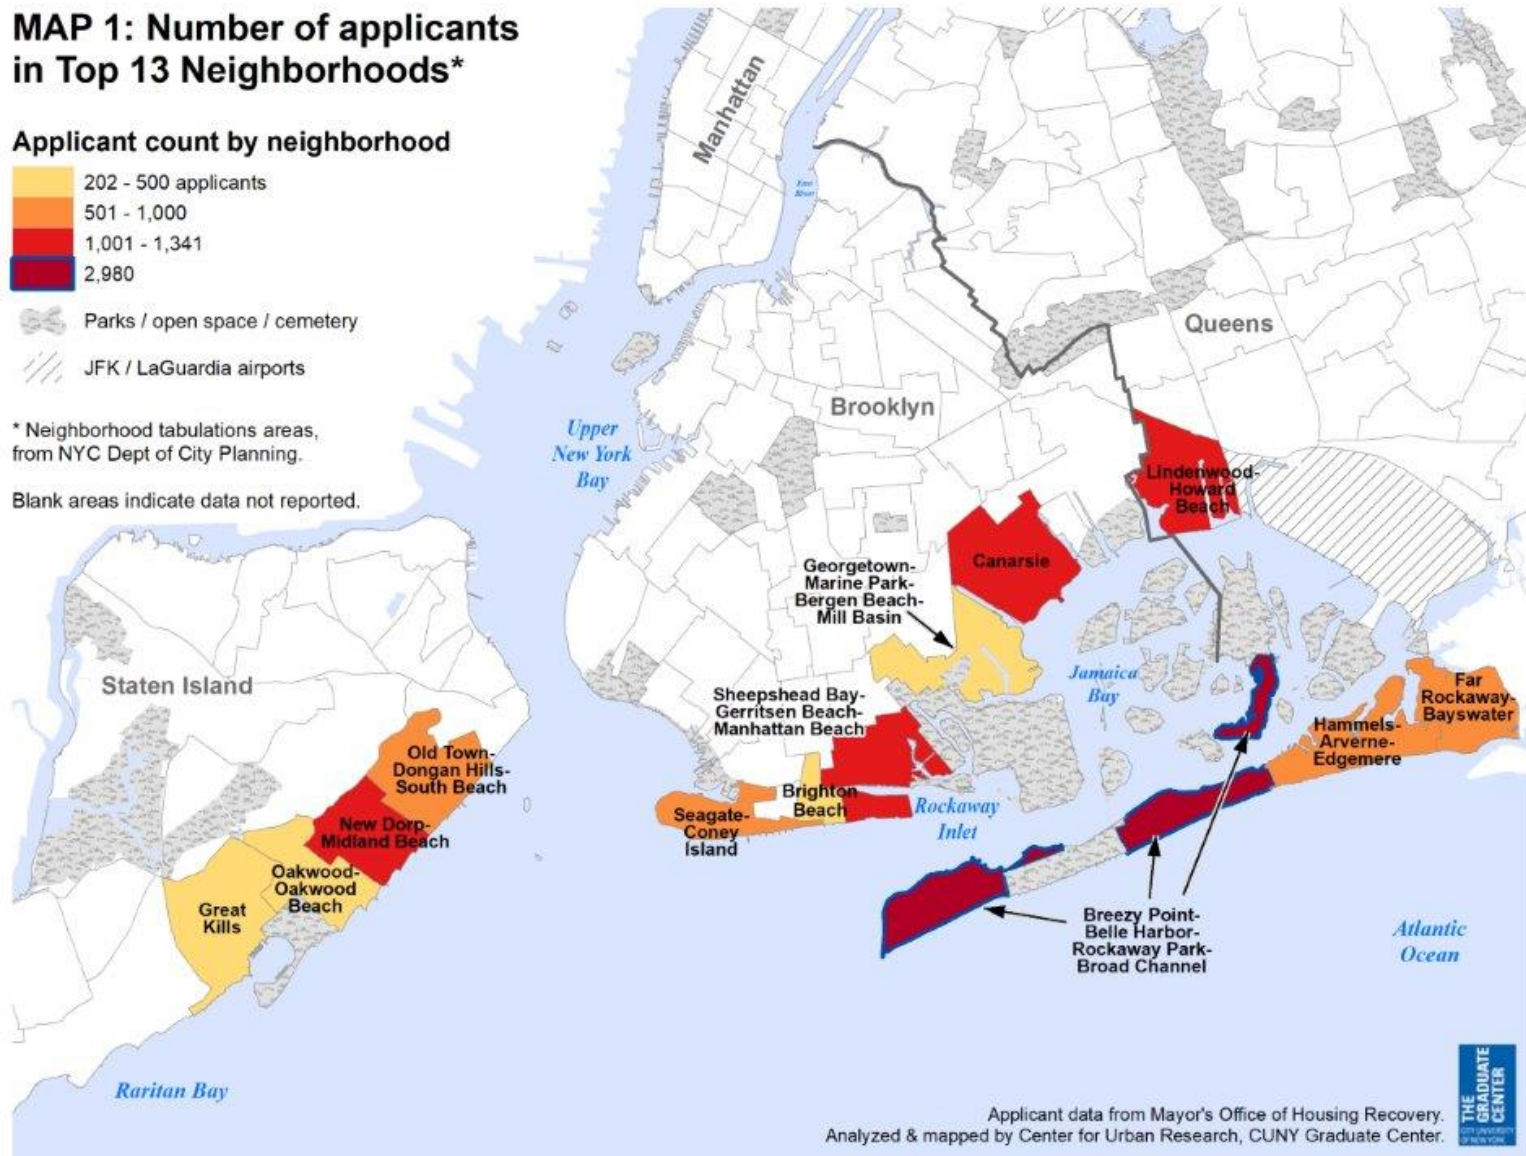 MAP 1: Number of applicants
in Top 13 Neighborhoods*
Applicant count by neighborhood
202 - 500 applicants
501 - 1,000
1,001 - 1,341
2,980
Parks / open space / cemetery
JFK / LaGuardia airports
* Neighborhood tabulations areas,
from NYC Dept of City Planning.
Blank areas indicate data not reported.
Manhattan
East
River
Queens
Brooklyn
Upper
New York
Bay
Lindenwood-
Howard
Beach
Canarsie
Georgetown-
Marine Park-
Bergen Beach-
Mill Basin
Jamaica
Bay
Staten Island
Sheepshead Bay-
Gerritsen Beach-
Manhattan Beach
Far
Rockaway-
Bayswater
Hammels-
Arverne-
Edgemere
Old Town-
Dongan Hills-
South Beach
Brighton
Beach
Seagate-
Coney
Island
Rockaway
Inlet
New Dorp-
Midland Beach
Oakwood-
Oakwood
Beach
Great
Kills
Breezy Point-
Belle Harbor-
Rockaway Park-
Broad Channel
Atlantic
Ocean
Raritan Bay
Applicant data from Mayor's Office of Housing Recovery.
Analyzed & mapped by Center for Urban Research, CUNY Graduate Center.
THE
GRADUATE
CENTER
CITY UNIVERSITY
OF NEW YORK